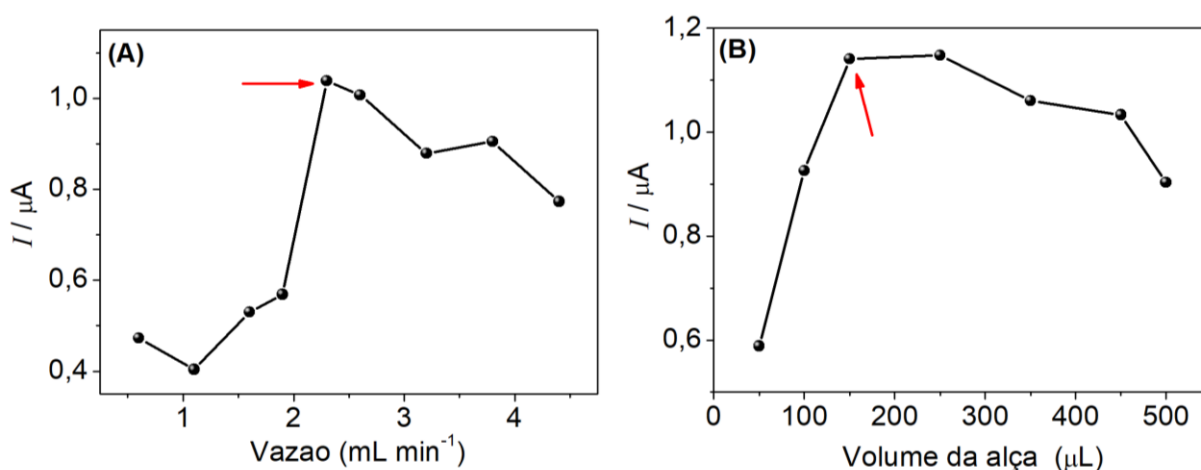 (A)
I / μA
1,0
0,8
0,6
0,4
1 2 3 4
Vazao (mL min⁻¹)
(B)
I / μA
1,2
1,0
0,8
0,6
0 100 200 300 400 500
Volume da alça (μL)